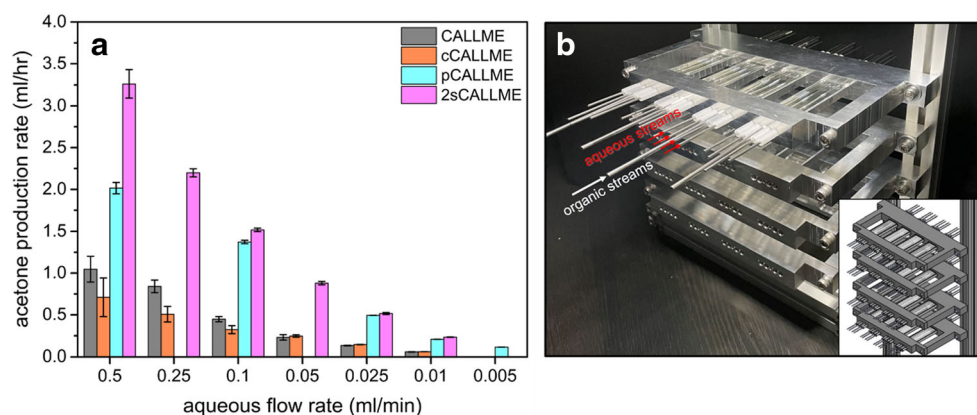 a
CALLME
cCALLME
pCALLME
2sCALLME
acetone production rate (ml/hr)
4.0
3.5
3.0
2.5
2.0
1.5
1.0
0.5
0.0
0.5 0.25 0.1 0.05 0.025 0.01 0.005
aqueous flow rate (ml/min)
b
aqueous streams
organic streams